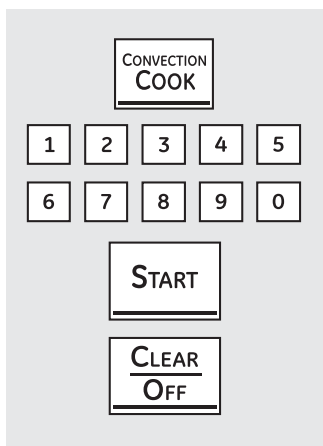 CONVECTION
COOK
1 2 3 4 5
6 7 8 9 0
START
CLEAR
OFF